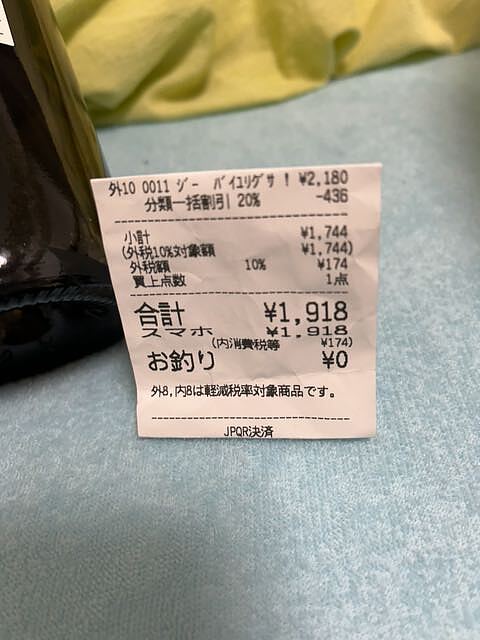 外10 0011 ジー バイユリグサ！ ¥2,180
分類一括割引 20% -436
小計 ¥1,744
(外税10%対象額 ¥1,744)
外税額 10% ¥174
買上点数 1点
合計 ¥1,918
スマホ ¥1,918
(内消費税等 ¥174)
お釣り ¥0
外8,内8は軽減税率対象商品です。
JPQR決済